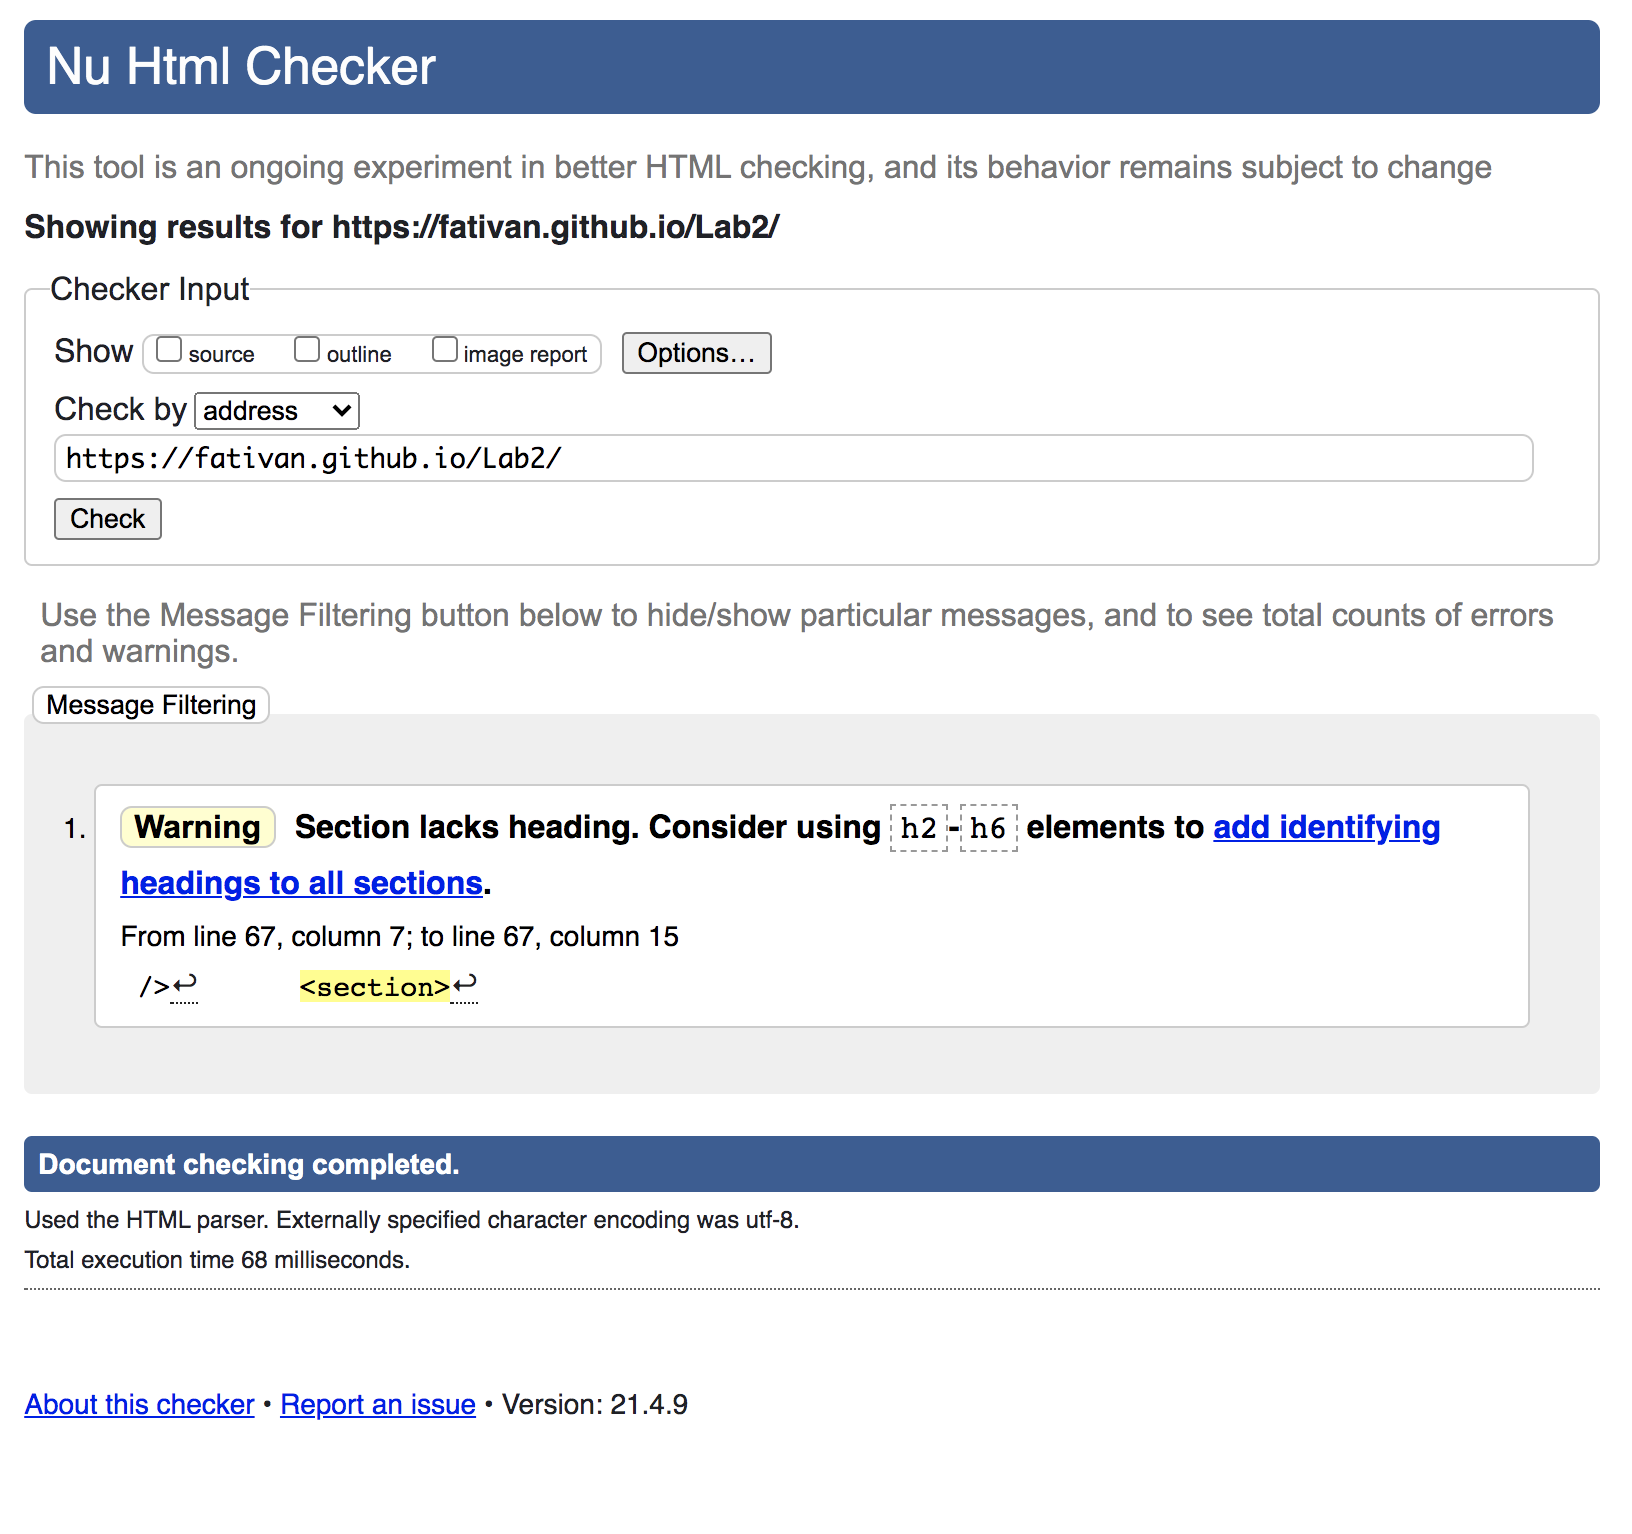 Nu Html Checker
This tool is an ongoing experiment in better HTML checking, and its behavior remains subject to change
Showing results for https://fativan.github.io/Lab2/
Checker Input
Show source outline image report Options...
Check by address
https://fativan.github.io/Lab2/
Check
Use the Message Filtering button below to hide/show particular messages, and to see total counts of errors
and warnings.
Message Filtering
1. Warning Section lacks heading. Consider using h2-h6 elements to add identifying
headings to all sections.
From line 67, column 7; to line 67, column 15
/>↩ <section>↩
Document checking completed.
Used the HTML parser. Externally specified character encoding was utf-8.
Total execution time 68 milliseconds.
About this checker • Report an issue • Version: 21.4.9